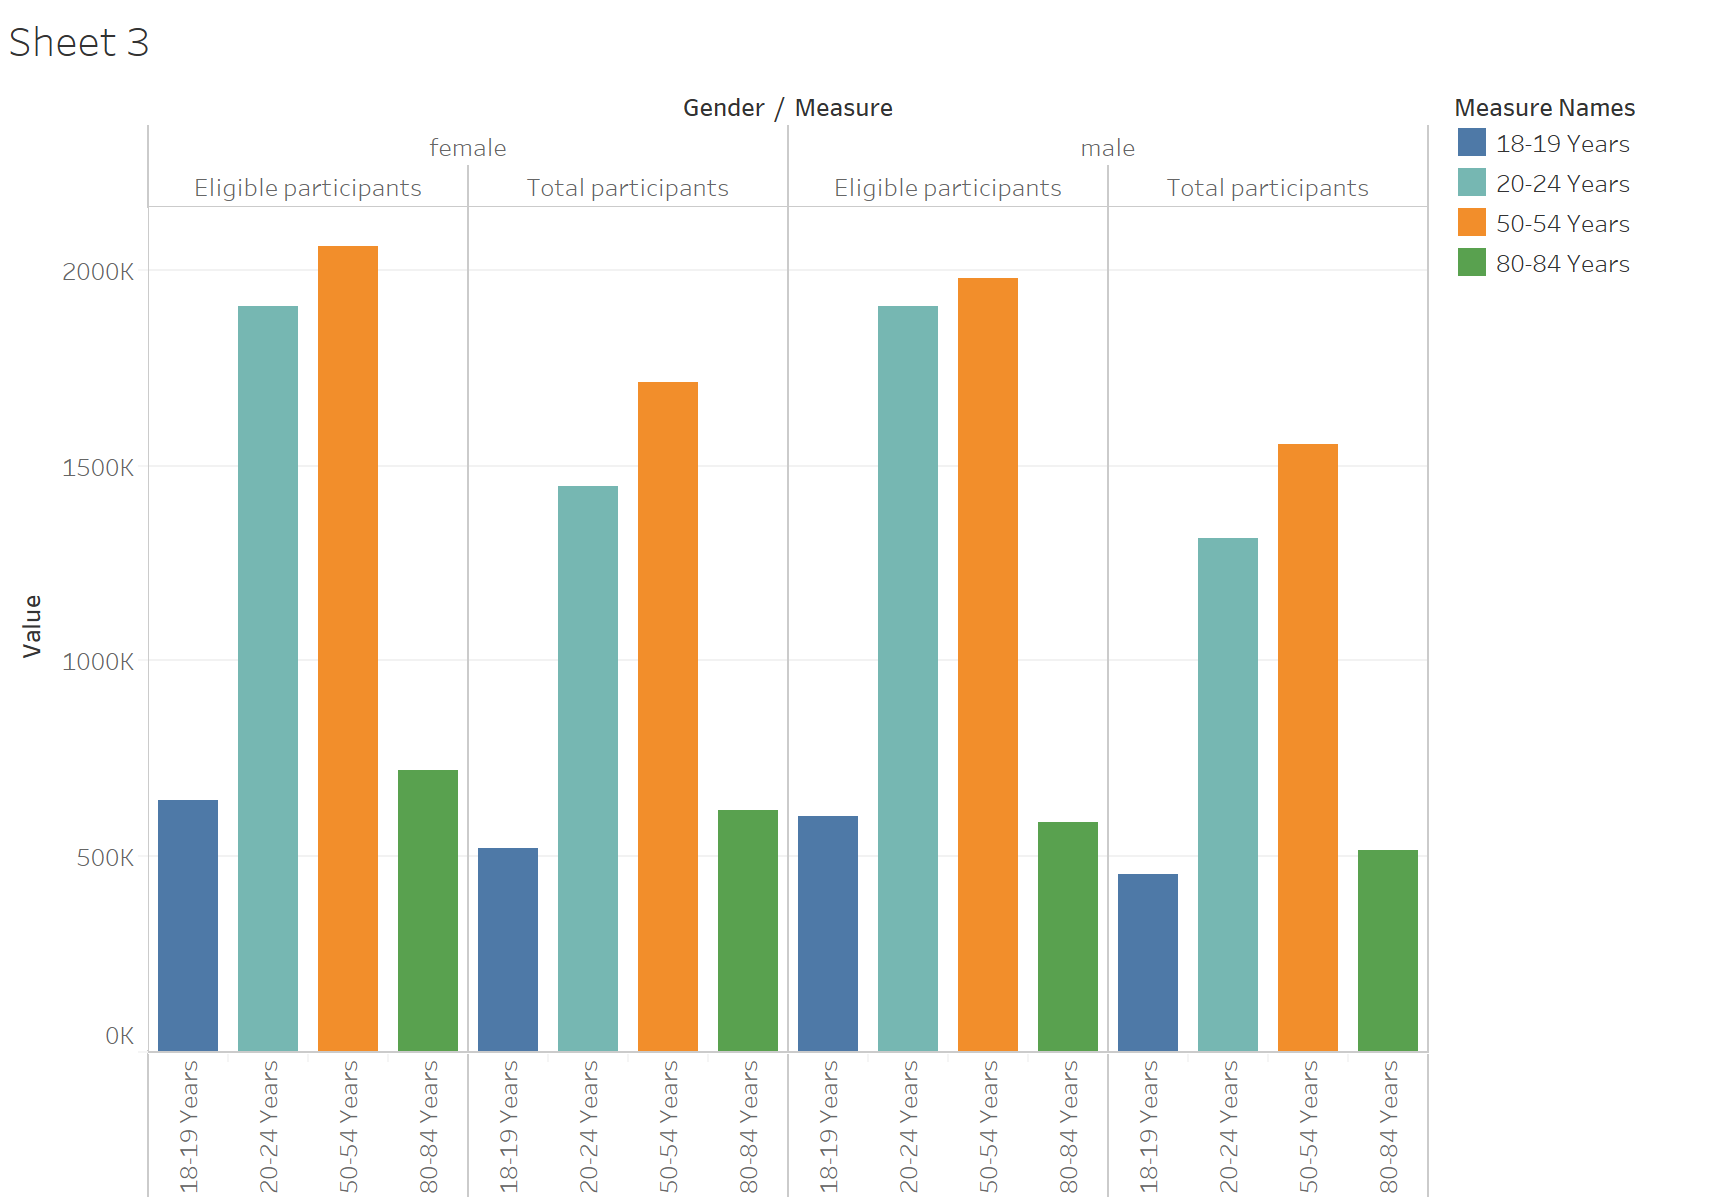 Sheet 3
Gender / Measure
female
male
Eligible participants
Total participants
Eligible participants
Total participants
Measure Names
18-19 Years
20-24 Years
50-54 Years
80-84 Years
Value
2000K
1500K
1000K
500K
0K
18-19 Years
20-24 Years
50-54 Years
80-84 Years
18-19 Years
20-24 Years
50-54 Years
80-84 Years
18-19 Years
20-24 Years
50-54 Years
80-84 Years
18-19 Years
20-24 Years
50-54 Years
80-84 Years